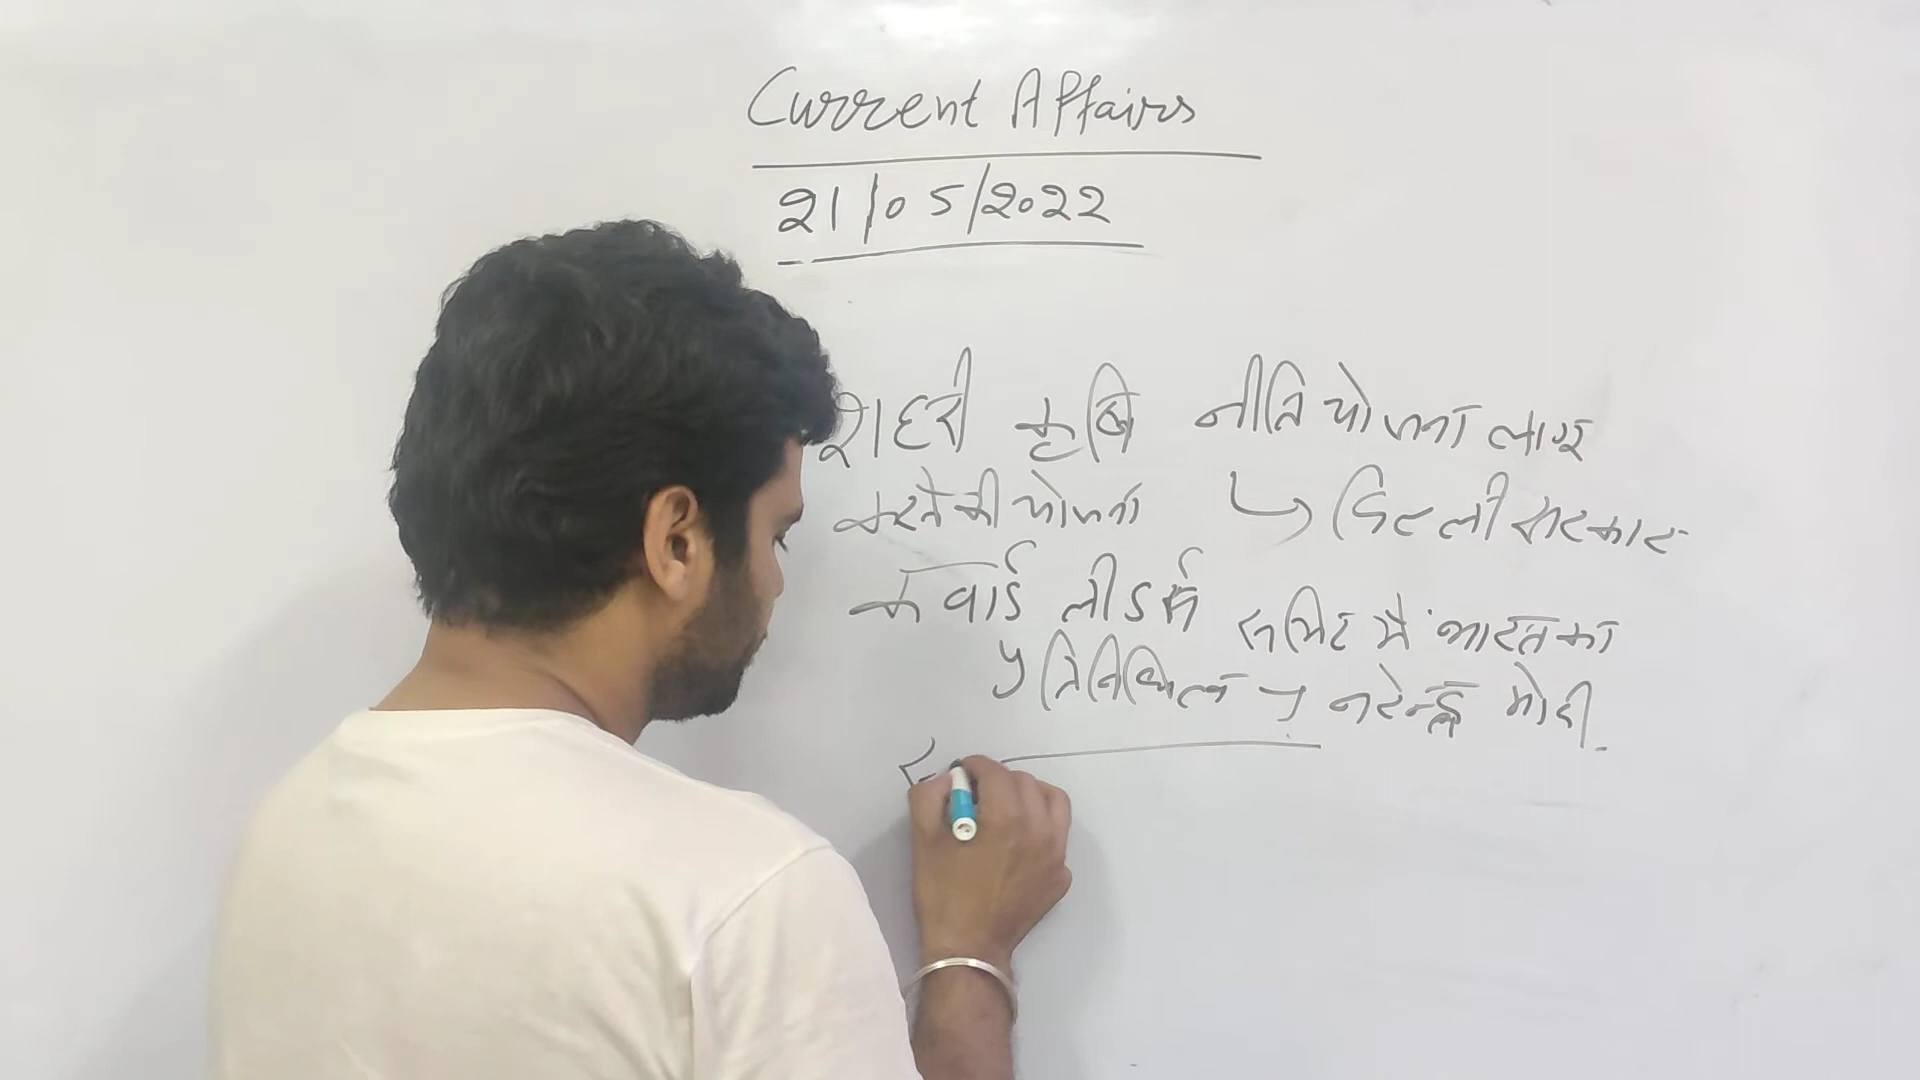 Current Affairs
21/05/2022
शहरी कृषि नीति योजना लागू
करने की योजना ↳ दिल्ली सरकार
क्वाड लीडर्स समिट में भारत का
प्रतिनिधित्व → नरेन्द्र मोदी.